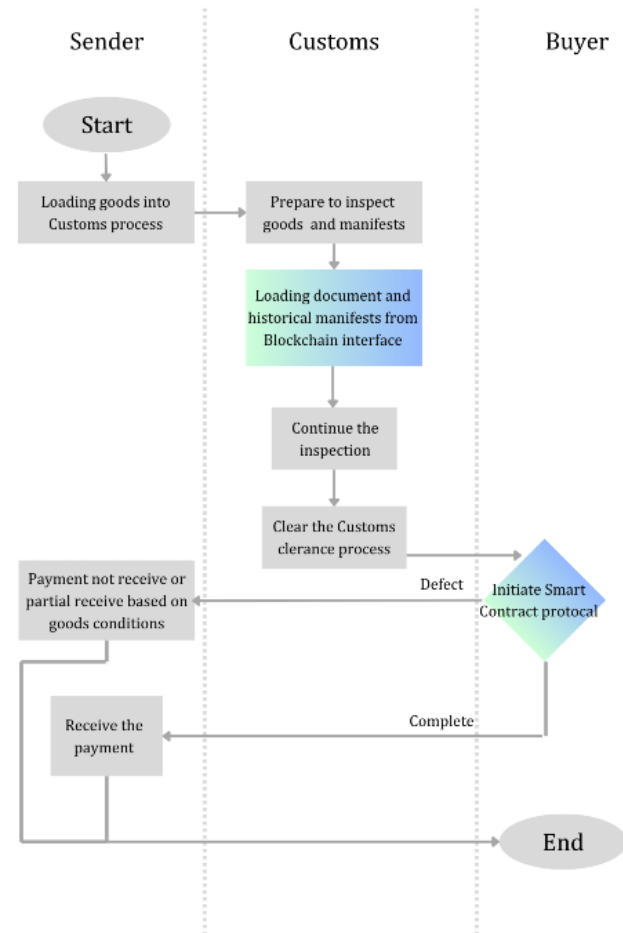 Sender
Customs
Buyer
Start
Loading goods into
Customs process
Prepare to inspect
goods and manifests
Loading document and
historical manifests from
Blockchain interface
Continue the
inspection
Clear the Customs
clerance process
Initiate Smart
Contract protocal
Defect
Payment not receive or
partial receive based on
goods conditions
Complete
Receive the
payment
End